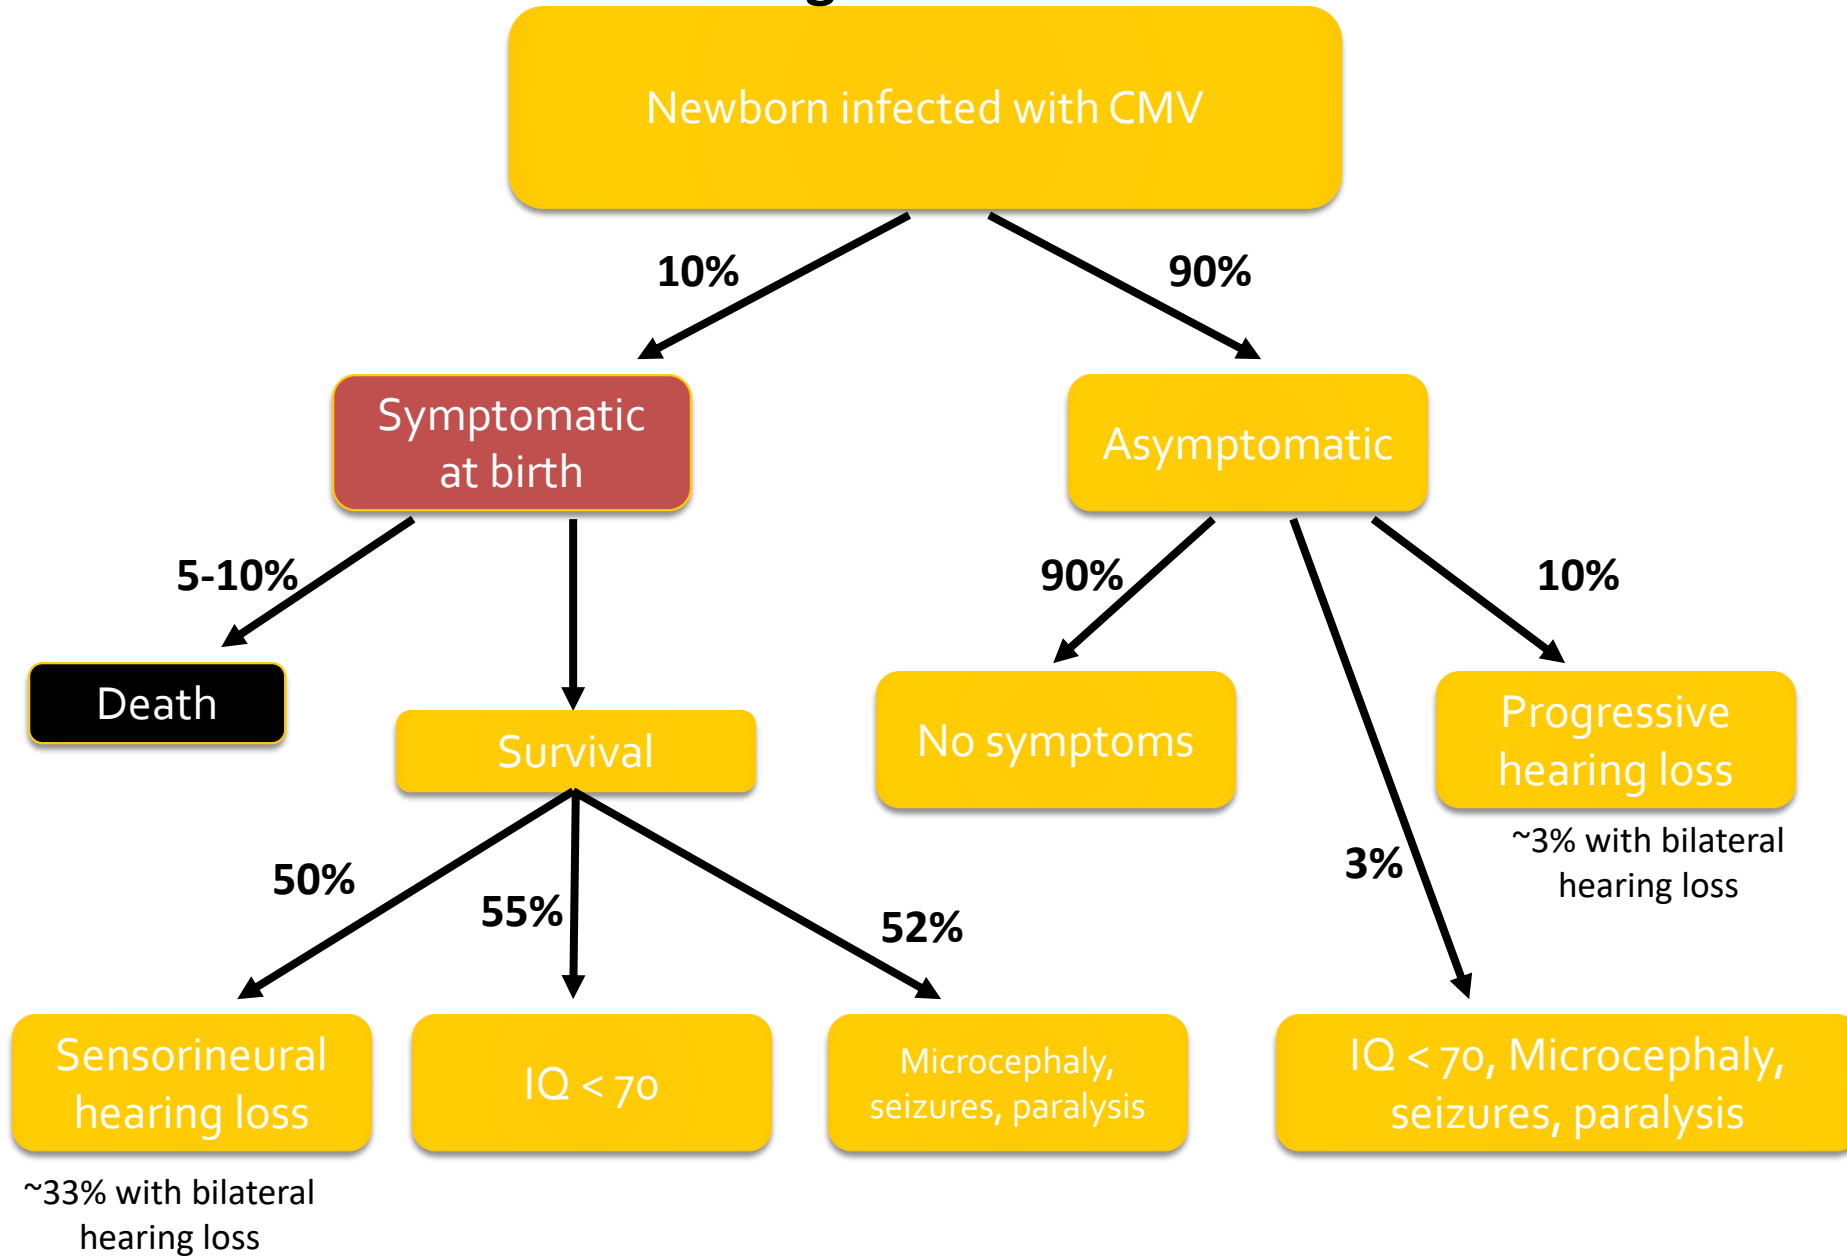 Newborn infected with CMV
10%
90%
Symptomatic
at birth
Asymptomatic
5-10%
90%
10%
Death
Survival
No symptoms
Progressive
hearing loss
~3% with bilateral
hearing loss
50%
55%
52%
3%
Sensorineural
hearing loss
IQ < 70
Microcephaly,
seizures, paralysis
IQ < 70, Microcephaly,
seizures, paralysis
~33% with bilateral
hearing loss